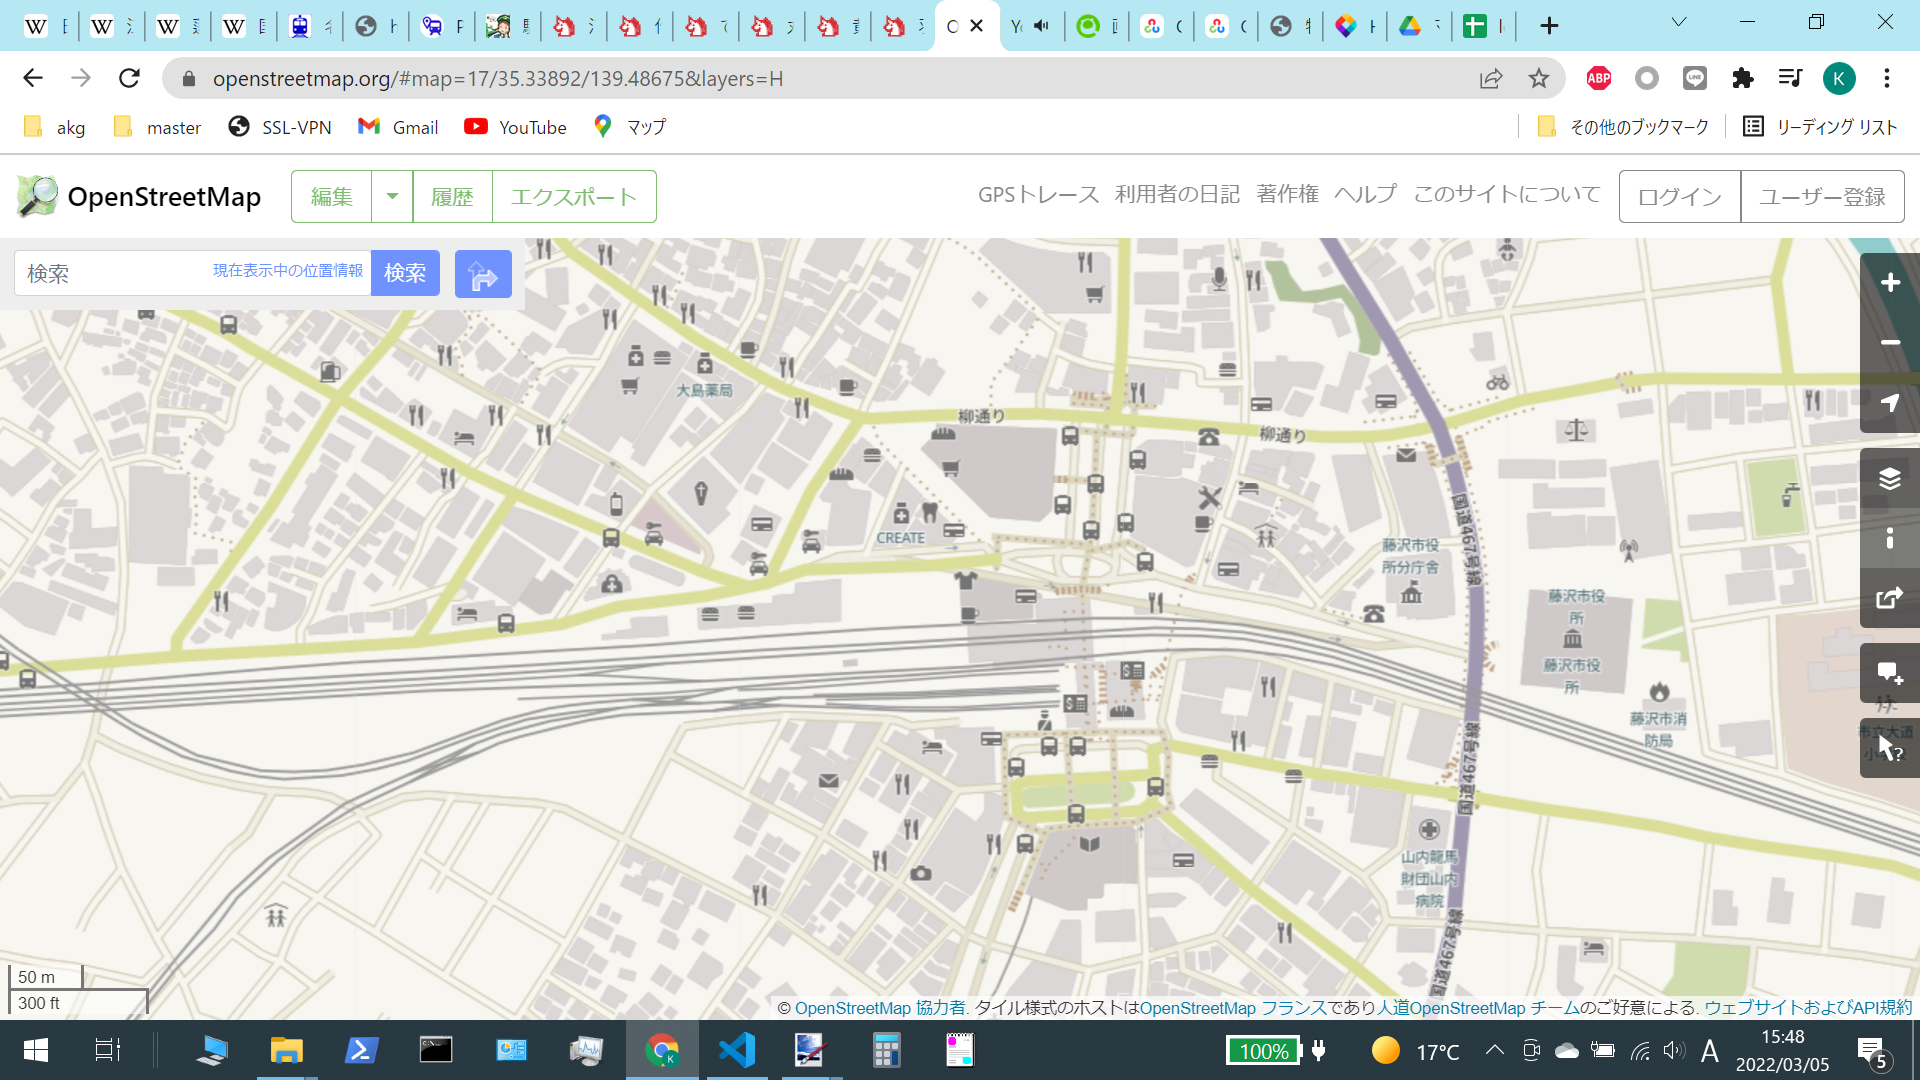 openstreetmap.org/#map=17/35.33892/139.48675&layers=H
ABP
LINE
K
akg
master
SSL-VPN
Gmail
YouTube
マップ
その他のブックマーク
リーディング リスト
OpenStreetMap
編集
履歴
エクスポート
GPSトレース
利用者の日記
著作権
ヘルプ
このサイトについて
ログイン
ユーザー登録
検索
現在表示中の位置情報
検索
大島薬局
柳通り
柳通り
CREATE
国道467号線
藤沢市役
所分庁舎
藤沢市役
所
藤沢市役
所
藤沢市消
防局
市立大道
国道467号線
山内龍馬
財団山内
病院
国道467号線
50 m
300 ft
© OpenStreetMap 協力者. タイル様式のホストはOpenStreetMap フランスであり人道OpenStreetMap チームのご好意による. ウェブサイトおよびAPI規約
100%
17°C
A
15:48
2022/03/05
5